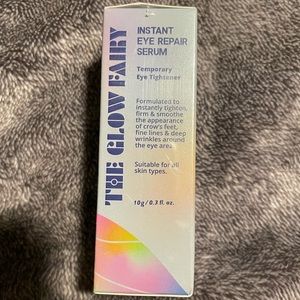 THE GLOW FAIRY
INSTANT
EYE REPAIR
SERUM
Temporary
Eye Tightener
Formulated to
instantly tighten,
firm & smoothe
the appearance
of crow's feet,
fine lines & deep
wrinkles around
the eye area
Suitable for all
skin types.
10g / 0.3 fl. oz.